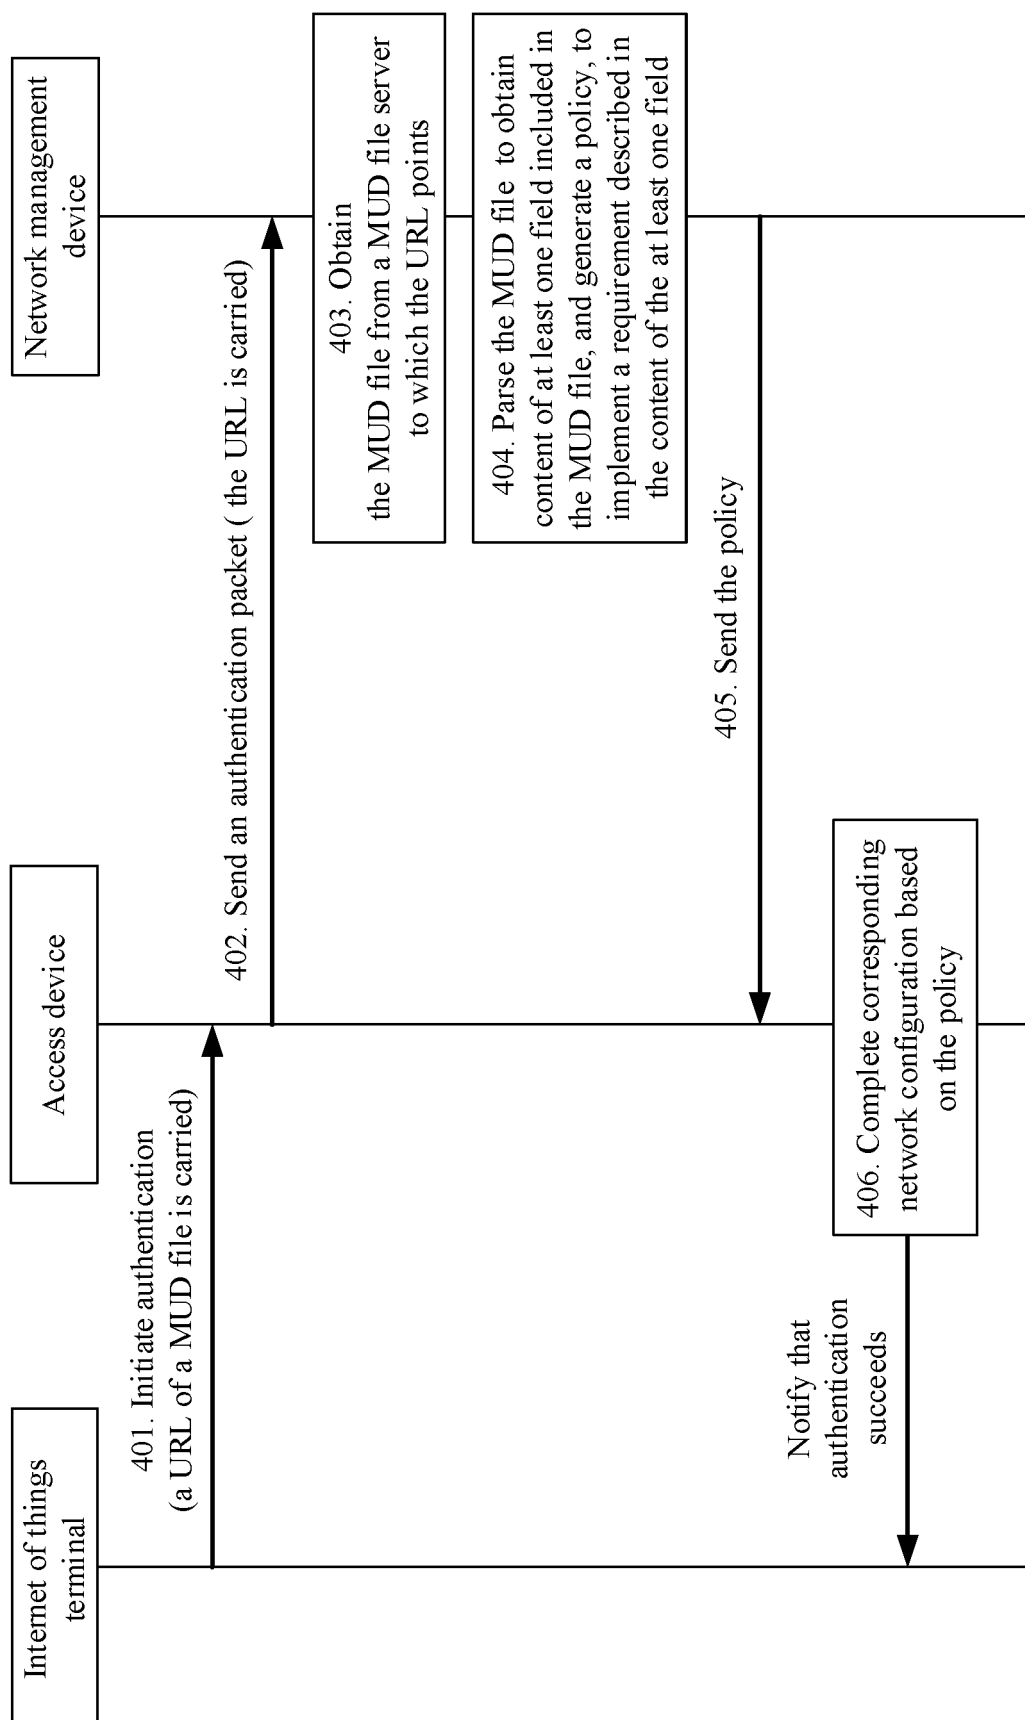 Internet of things
terminal
Access device
Network management
device
401. Initiate authentication
(a URL of a MUD file is carried)
402. Send an authentication packet ( the URL is carried)
403. Obtain
the MUD file from a MUD file server
to which the URL points
404. Parse the MUD file to obtain
content of at least one field included in
the MUD file, and generate a policy, to
implement a requirement described in
the content of the at least one field
405. Send the policy
406. Complete corresponding
network configuration based
on the policy
Notify that
authentication
succeeds